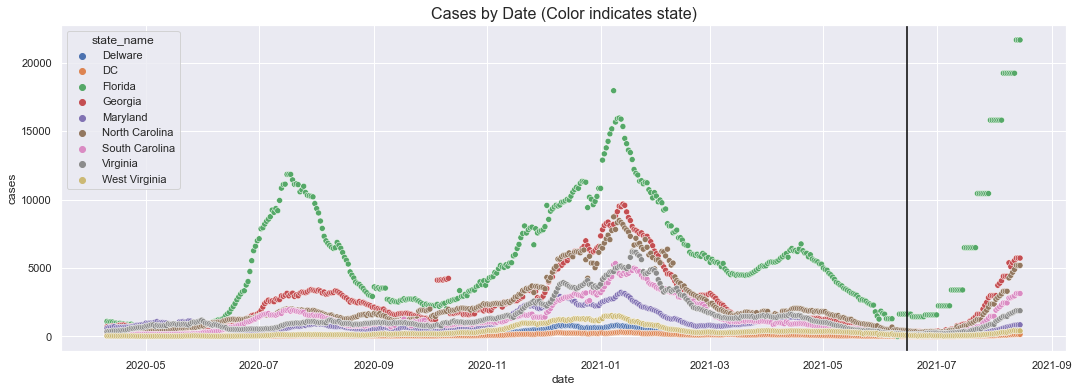 Cases by Date (Color indicates state)
state_name
Delware
DC
Florida
Georgia
Maryland
North Carolina
South Carolina
Virginia
West Virginia
cases
20000
15000
10000
5000
0
2020-05 2020-07 2020-09 2020-11 2021-01 2021-03 2021-05 2021-07 2021-09
date